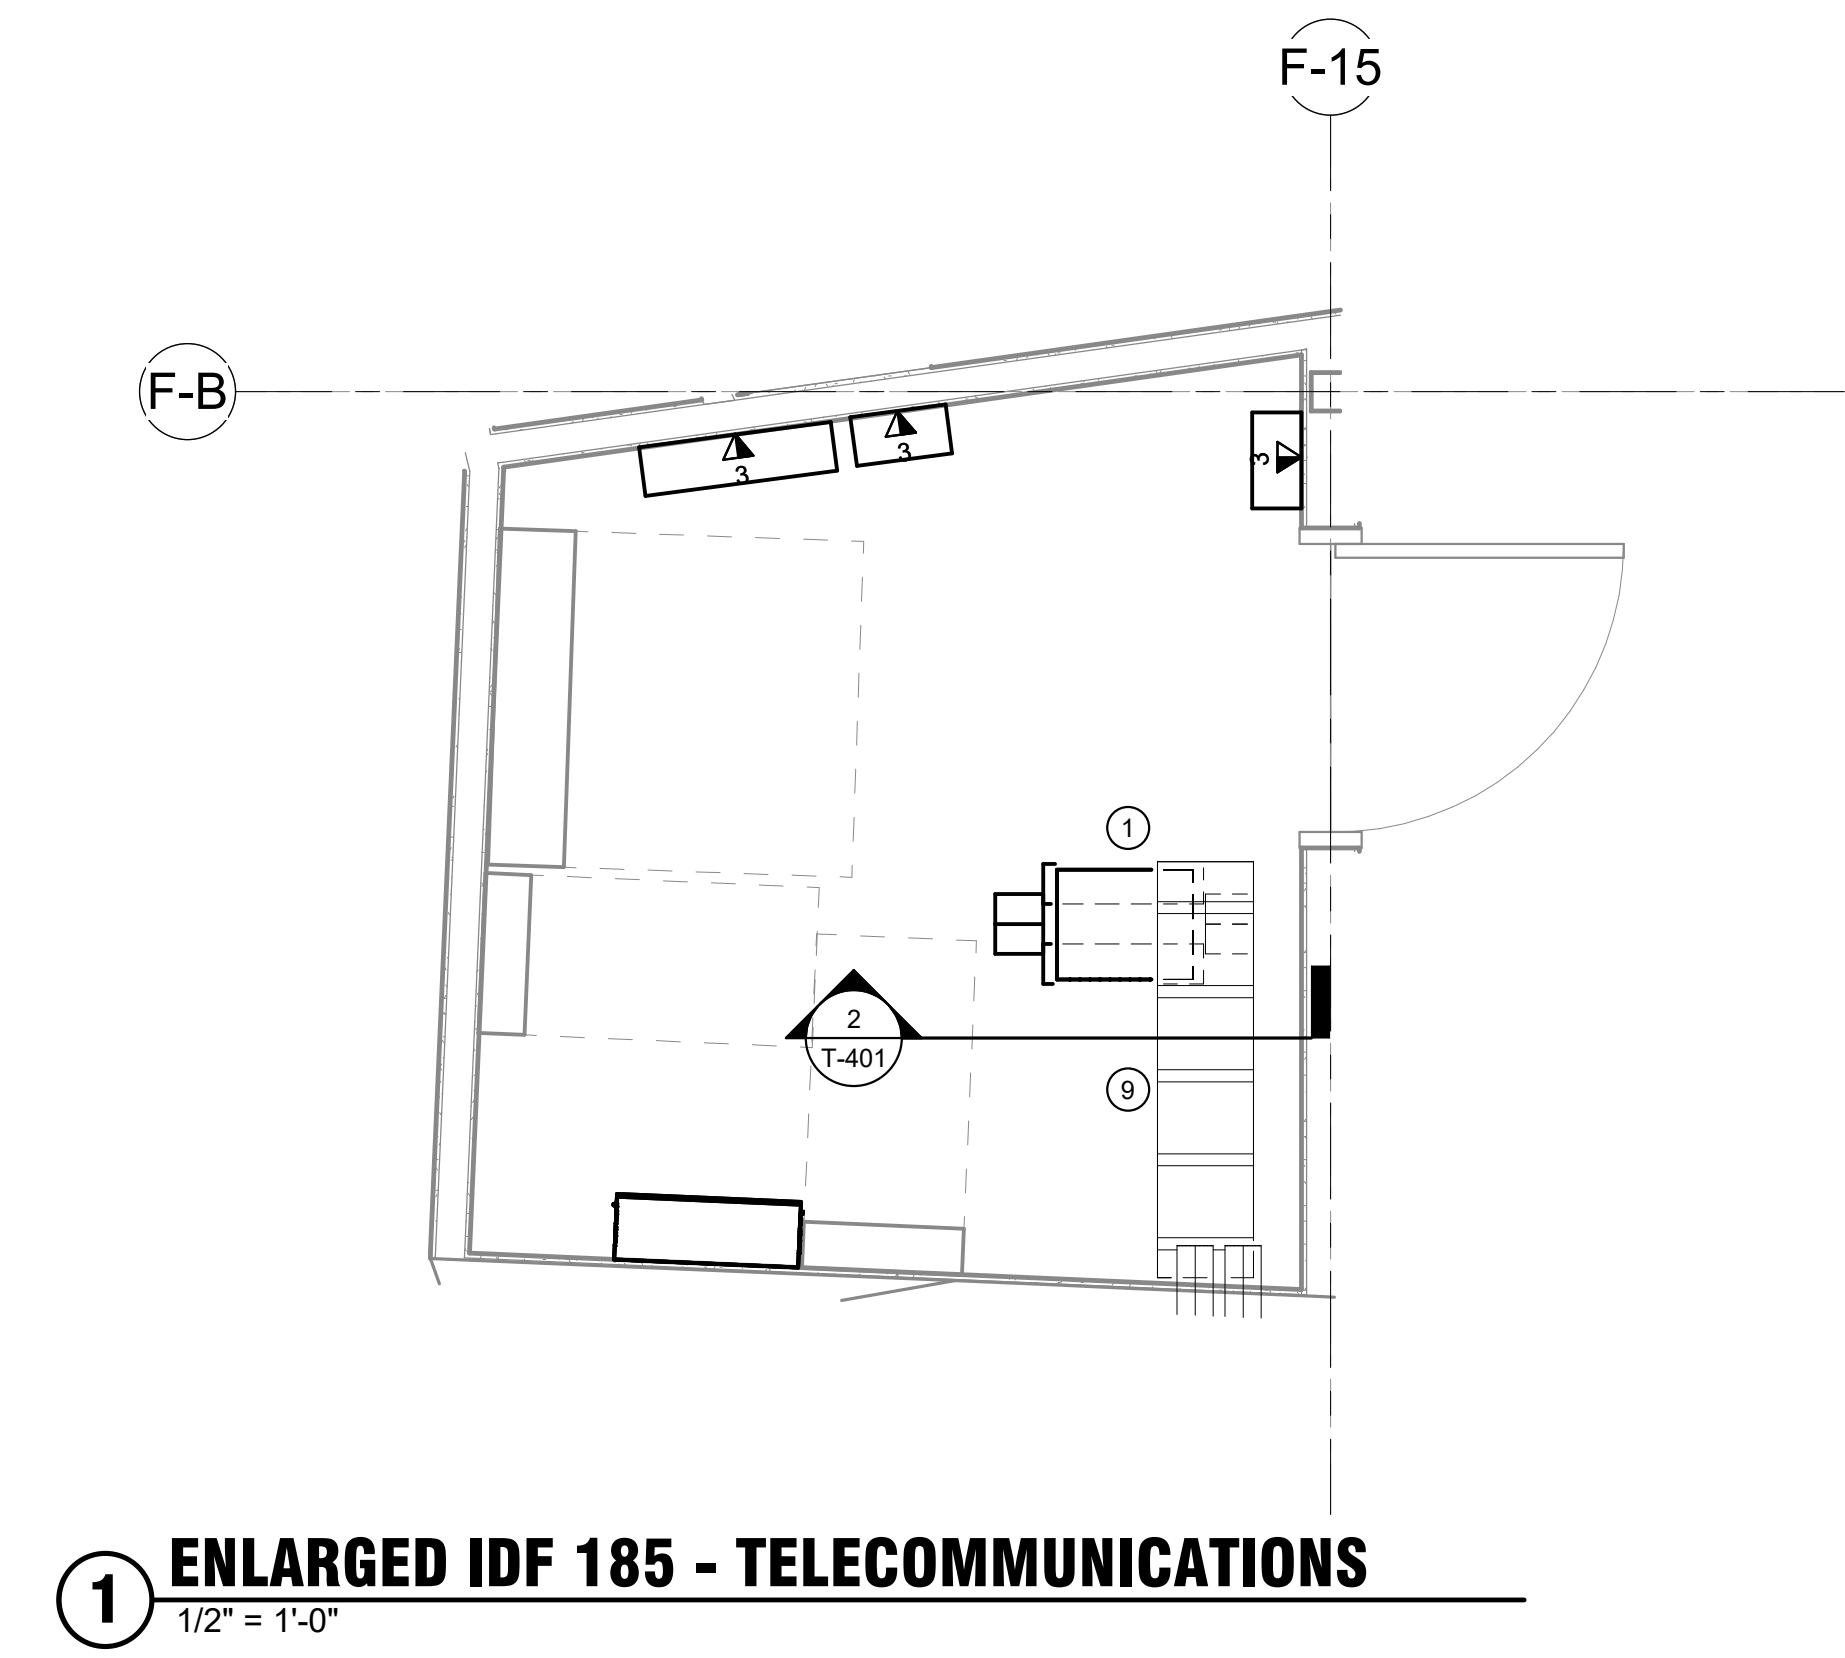 F-15
F-B
3
3
3
1
2
T-401
9
1
ENLARGED IDF 185 - TELECOMMUNICATIONS
1/2" = 1'-0"